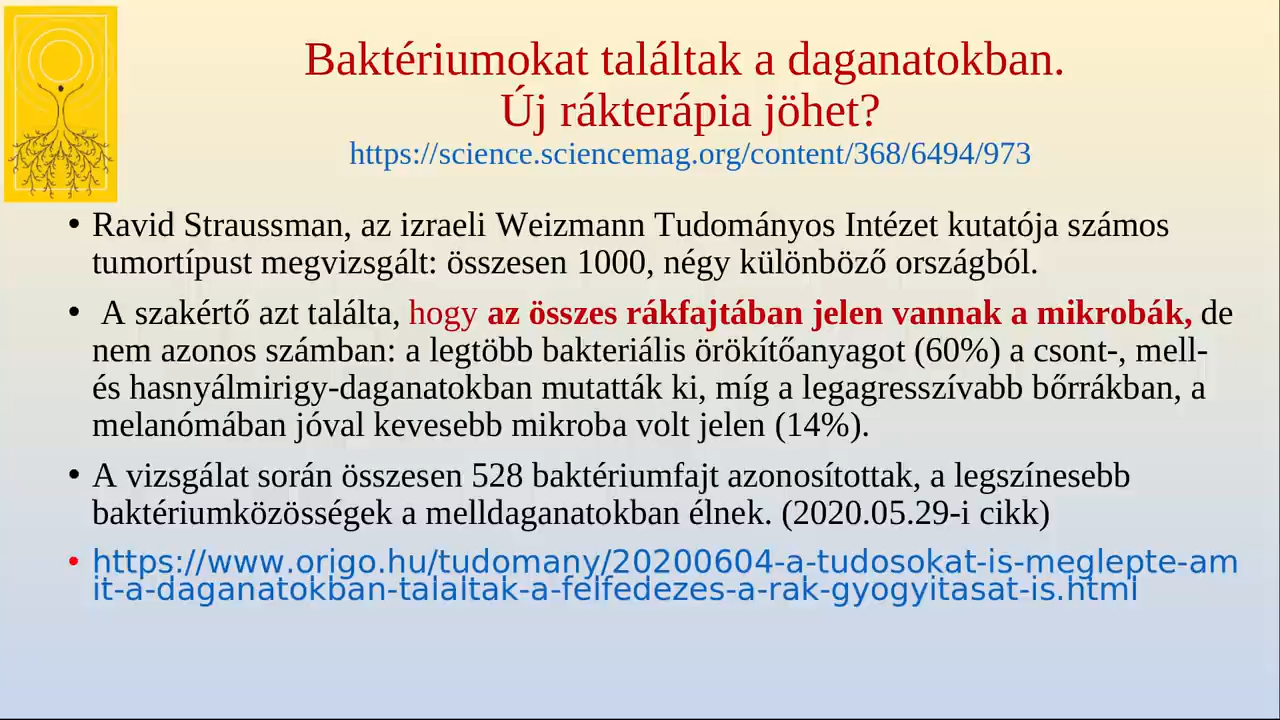 Baktériumokat találtak a daganatokban.
Új rákterápia jöhet?
https://science.sciencemag.org/content/368/6494/973
• Ravid Straussman, az izraeli Weizmann Tudományos Intézet kutatója számos
tumortípust megvizsgált: összesen 1000, négy különböző országból.
• A szakértő azt találta, hogy az összes rákfajtában jelen vannak a mikrobák, de
nem azonos számban: a legtöbb bakteriális örökítőanyagot (60%) a csont-, mell-
és hasnyálmirigy-daganatokban mutatták ki, míg a legagresszívabb bőrrákban, a
melanómában jóval kevesebb mikroba volt jelen (14%).
• A vizsgálat során összesen 528 baktériumfajt azonosítottak, a legszínesebb
baktériumközösségek a melldaganatokban élnek. (2020.05.29-i cikk)
• https://www.origo.hu/tudomany/20200604-a-tudosokat-is-meglepte-am
it-a-daganatokban-talaltak-a-felfedezes-a-rak-gyogyitasat-is.html